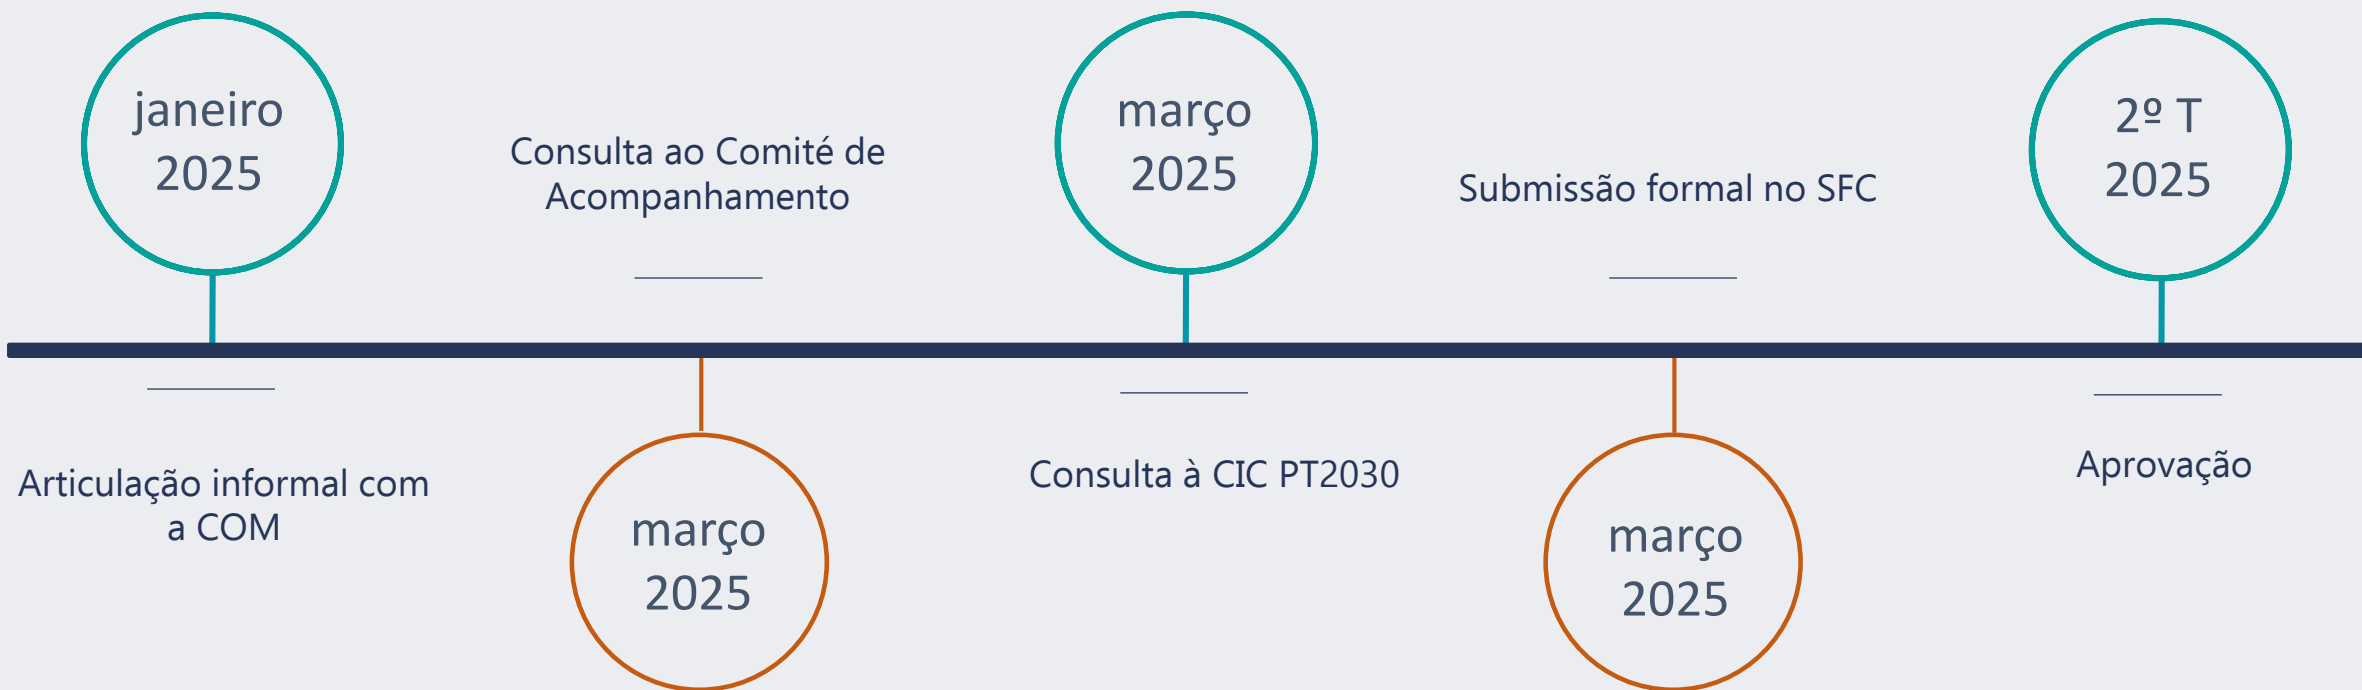 janeiro
2025
Articulação informal com
a COM
Consulta ao Comité de
Acompanhamento
março
2025
março
2025
Consulta à CIC PT2030
Submissão formal no SFC
março
2025
2º T
2025
Aprovação